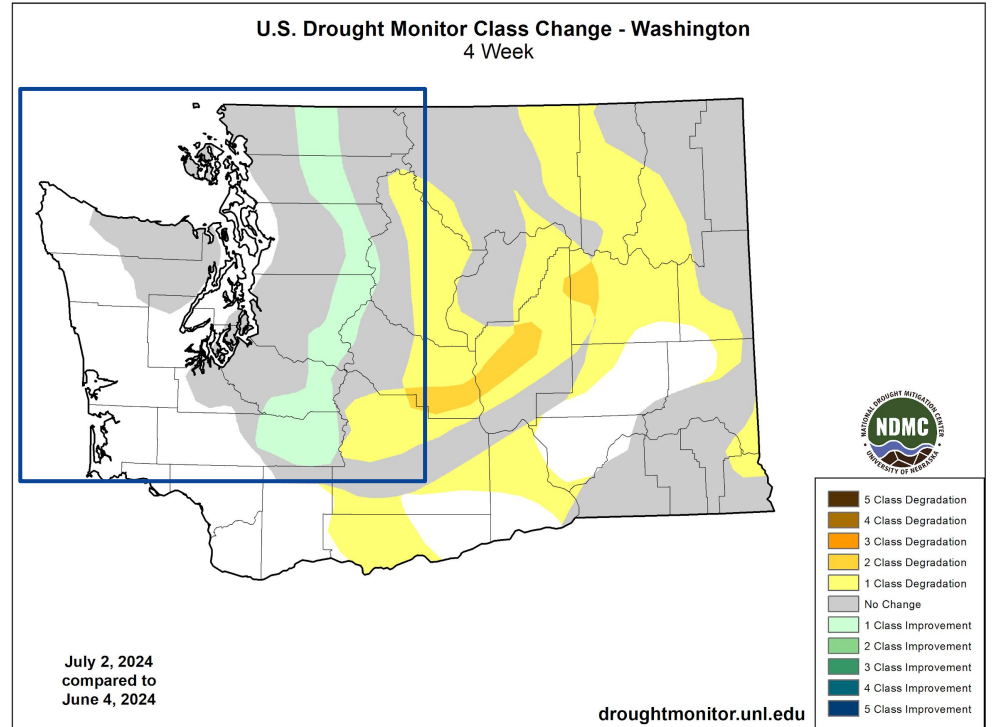 U.S. Drought Monitor Class Change - Washington
4 Week
NATIONAL DROUGHT MITIGATION CENTER
NDMC
UNIVERSITY OF NEBRASKA
5 Class Degradation
4 Class Degradation
3 Class Degradation
2 Class Degradation
1 Class Degradation
No Change
1 Class Improvement
2 Class Improvement
3 Class Improvement
4 Class Improvement
5 Class Improvement
July 2, 2024
compared to
June 4, 2024
droughtmonitor.unl.edu